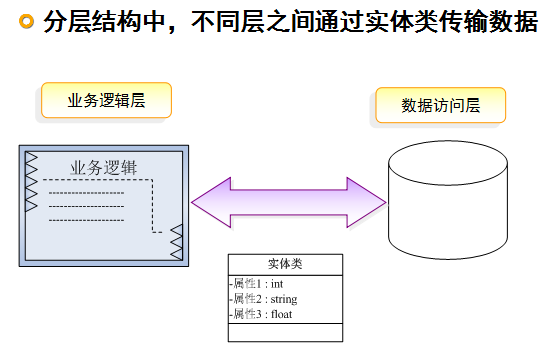 分层结构中，不同层之间通过实体类传输数据
业务逻辑层
数据访问层
业务逻辑
实体类
-属性1 : int
-属性2 : string
-属性3 : float